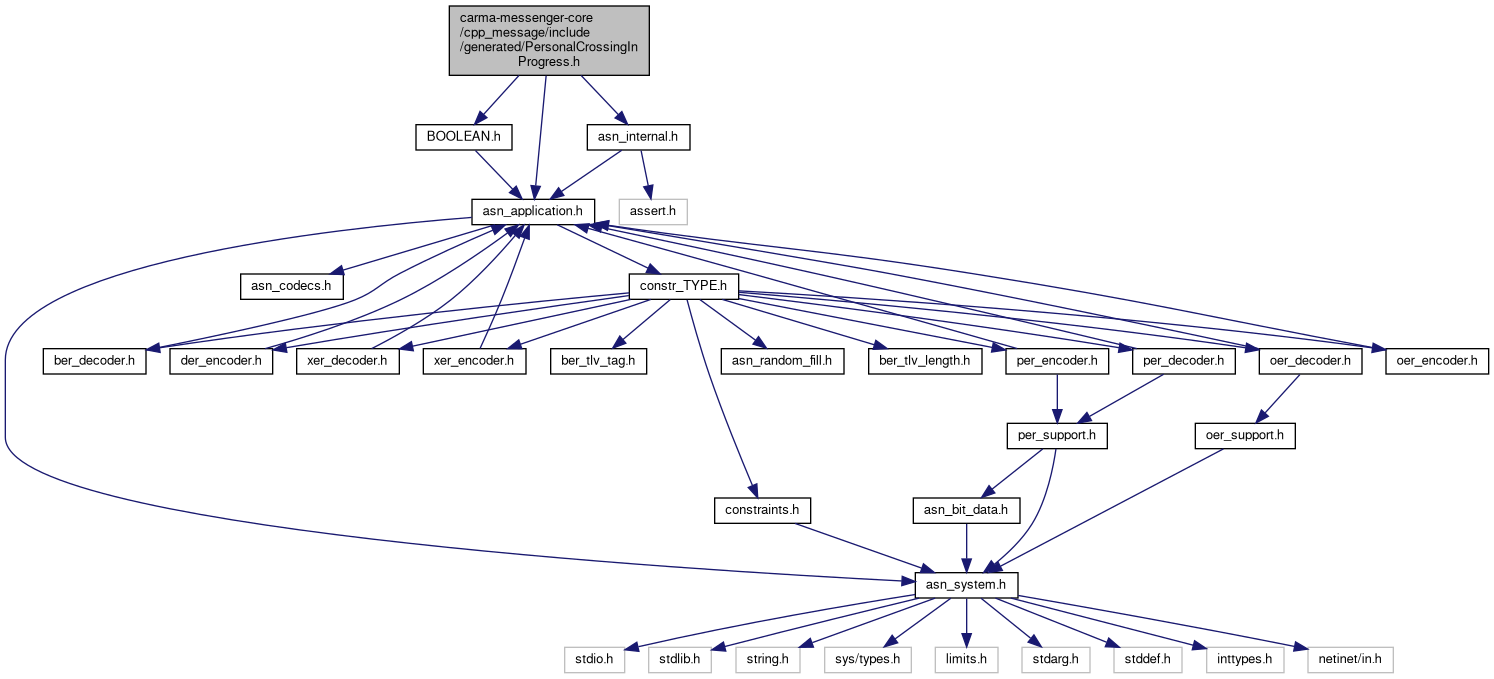 carma-messenger-core
/cpp_message/include
/generated/PersonalCrossingIn
Progress.h
BOOLEAN.h
asn_internal.h
asn_application.h
assert.h
asn_codecs.h
constr_TYPE.h
ber_decoder.h
der_encoder.h
xer_decoder.h
xer_encoder.h
ber_tlv_tag.h
asn_random_fill.h
ber_tlv_length.h
per_encoder.h
per_decoder.h
oer_decoder.h
oer_encoder.h
per_support.h
oer_support.h
constraints.h
asn_bit_data.h
asn_system.h
stdio.h
stdlib.h
string.h
sys/types.h
limits.h
stdarg.h
stddef.h
inttypes.h
netinet/in.h